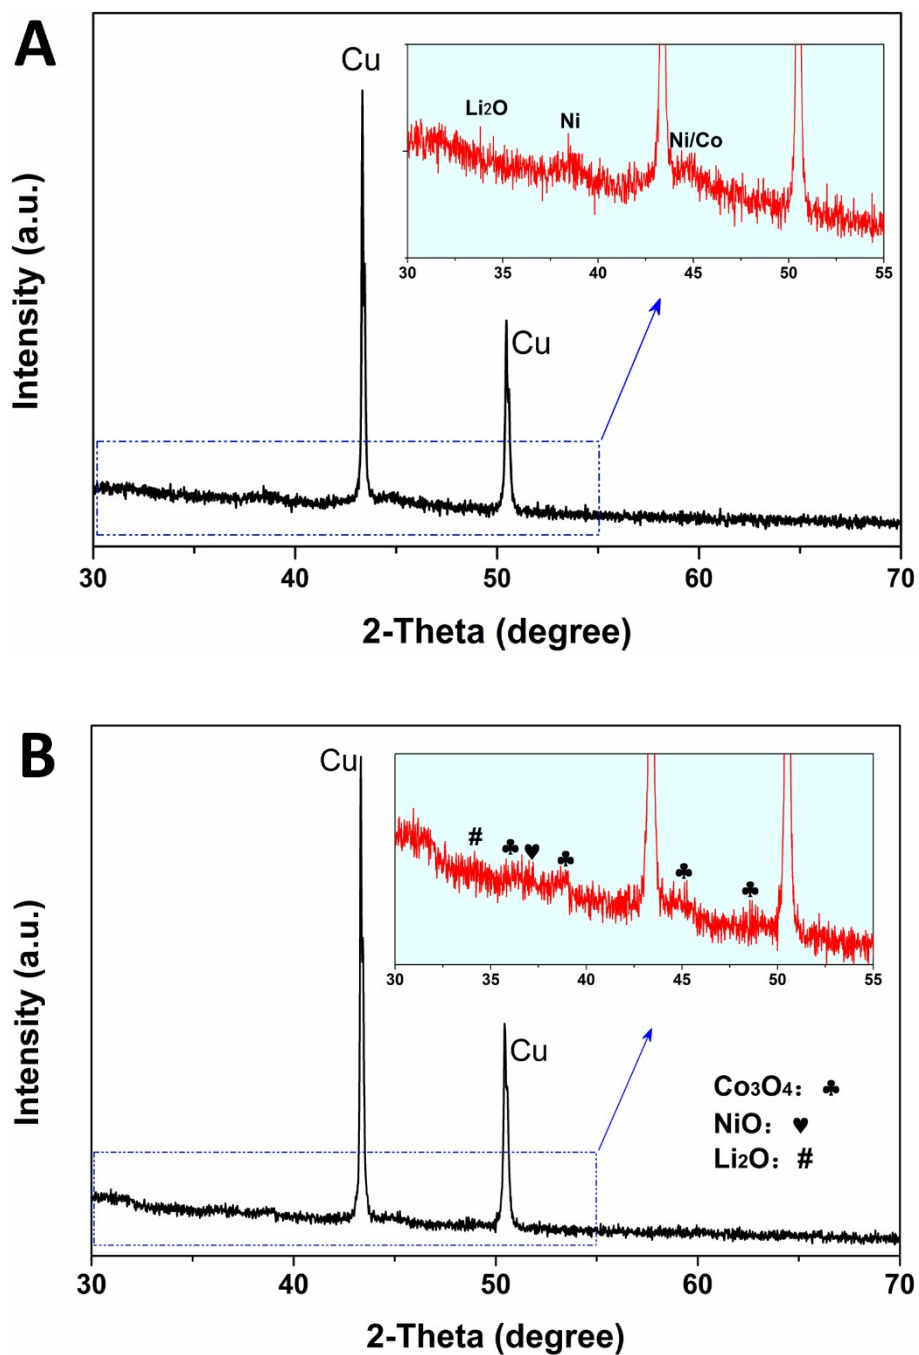 A
Cu
Li2O
Ni
Ni/Co
30 35 40 45 50 55
Cu
Intensity (a.u.)
30 40 50 60 70
2-Theta (degree)
B
Cu
# ♣ ♥ ♣ ♣ ♣
30 35 40 45 50 55
Cu
Co3O4: ♣
NiO: ♥
Li2O: #
Intensity (a.u.)
30 40 50 60 70
2-Theta (degree)